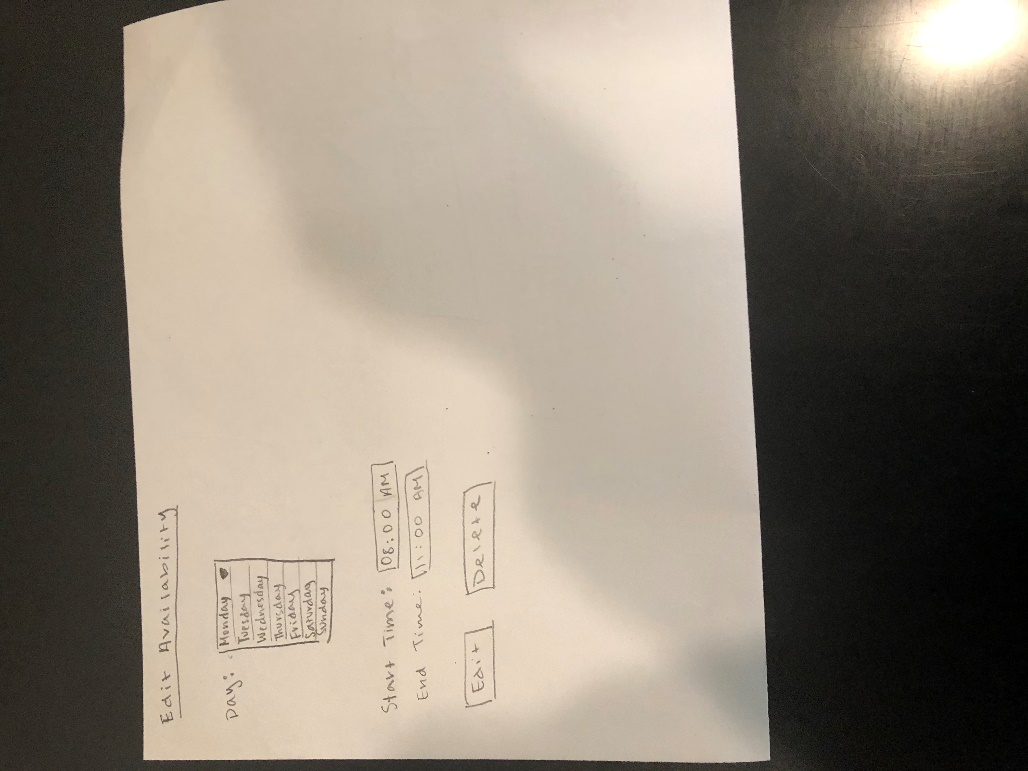 Edit Availability
Day: Monday
Tuesday
Wednesday
Thursday
Friday
Saturday
Sunday
Start Time: 08:00 AM
End Time: 11:00 AM
Edit Delete